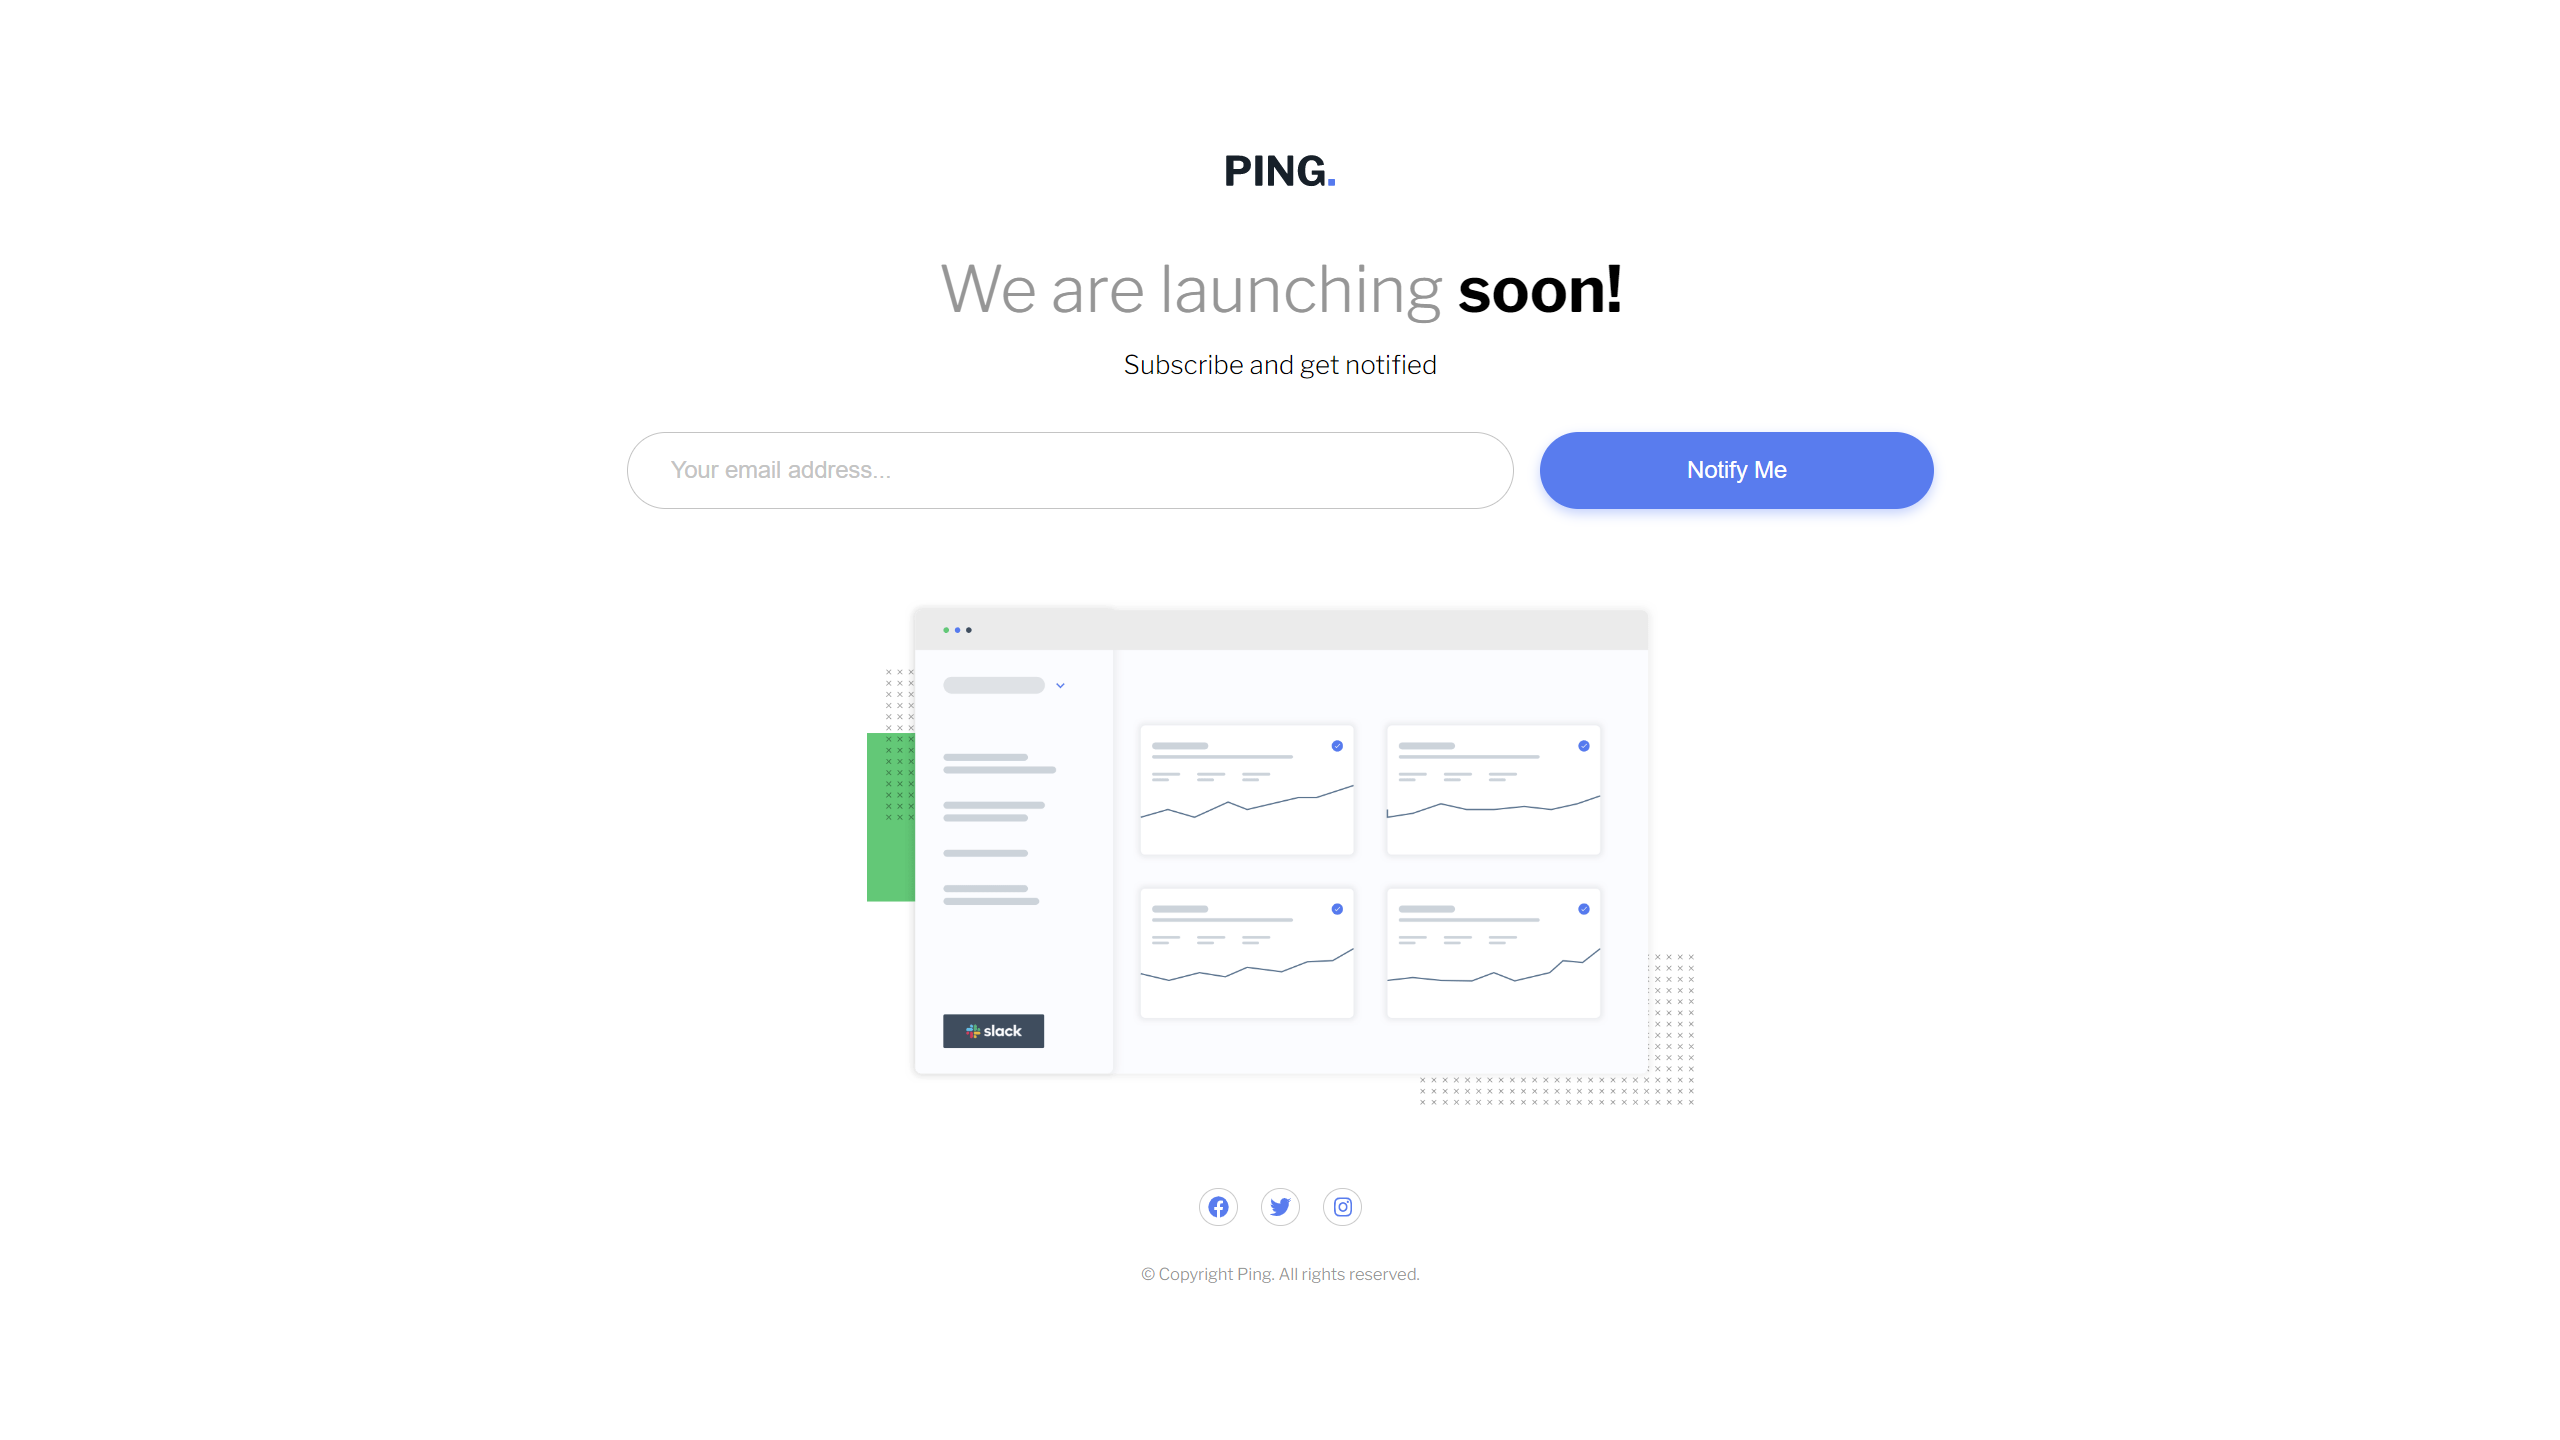 PING.
We are launching soon!
Subscribe and get notified
Your email address...
Notify Me
slack
© Copyright Ping. All rights reserved.